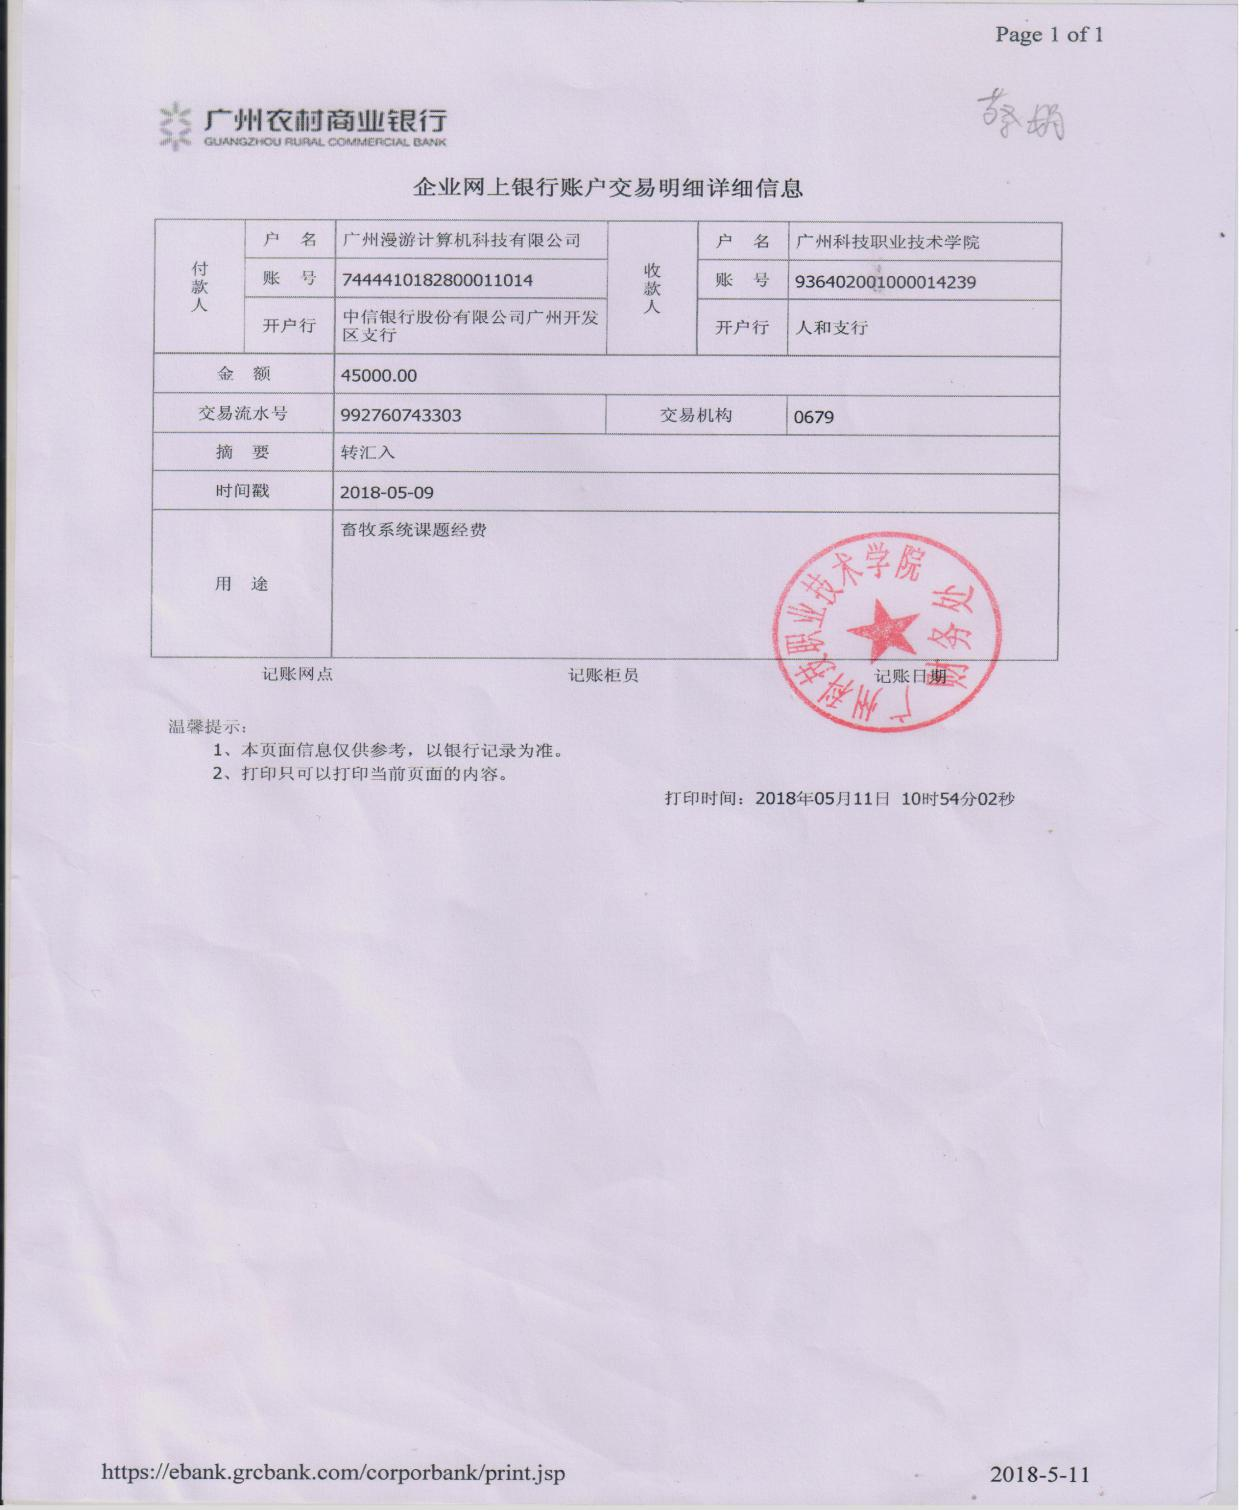 Page 1 of 1
广州农村商业银行
GUANGZHOU RURAL COMMERCIAL BANK
企业网上银行账户交易明细详细信息
付款人
户 名 广州漫游计算机科技有限公司
账 号 7444410182800011014
开户行 中信银行股份有限公司广州开发
区支行
收款人
户 名 广州科技职业技术学院
账 号 936402001000014239
开户行 人和支行
金 额 45000.00
交易流水号 992760743303 交易机构 0679
摘 要 转汇入
时间戳 2018-05-09
用 途 畜牧系统课题经费
广州科技职业技术学院
财务处
记账网点 记账柜员 记账日期
温馨提示:
1、本页面信息仅供参考，以银行记录为准。
2、打印只可以打印当前页面的内容。
打印时间：2018年05月11日 10时54分02秒
https://ebank.grcbank.com/corporbank/print.jsp 2018-5-11